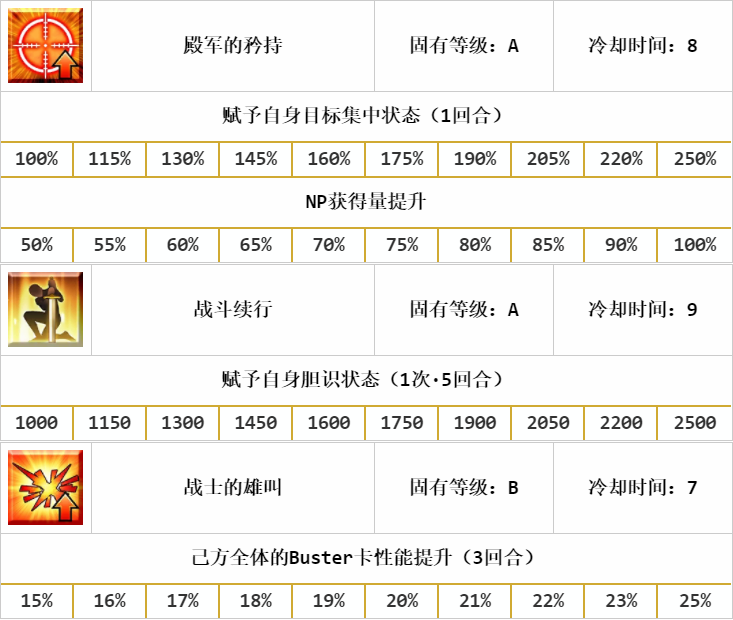 殿军的矜持 固有等级：A 冷却时间：8
赋予自身目标集中状态（1回合）
100% 115% 130% 145% 160% 175% 190% 205% 220% 250%
NP获得量提升
50% 55% 60% 65% 70% 75% 80% 85% 90% 100%
战斗续行 固有等级：A 冷却时间：9
赋予自身胆识状态（1次·5回合）
1000 1150 1300 1450 1600 1750 1900 2050 2200 2500
战士的雄叫 固有等级：B 冷却时间：7
己方全体的Buster卡性能提升（3回合）
15% 16% 17% 18% 19% 20% 21% 22% 23% 25%